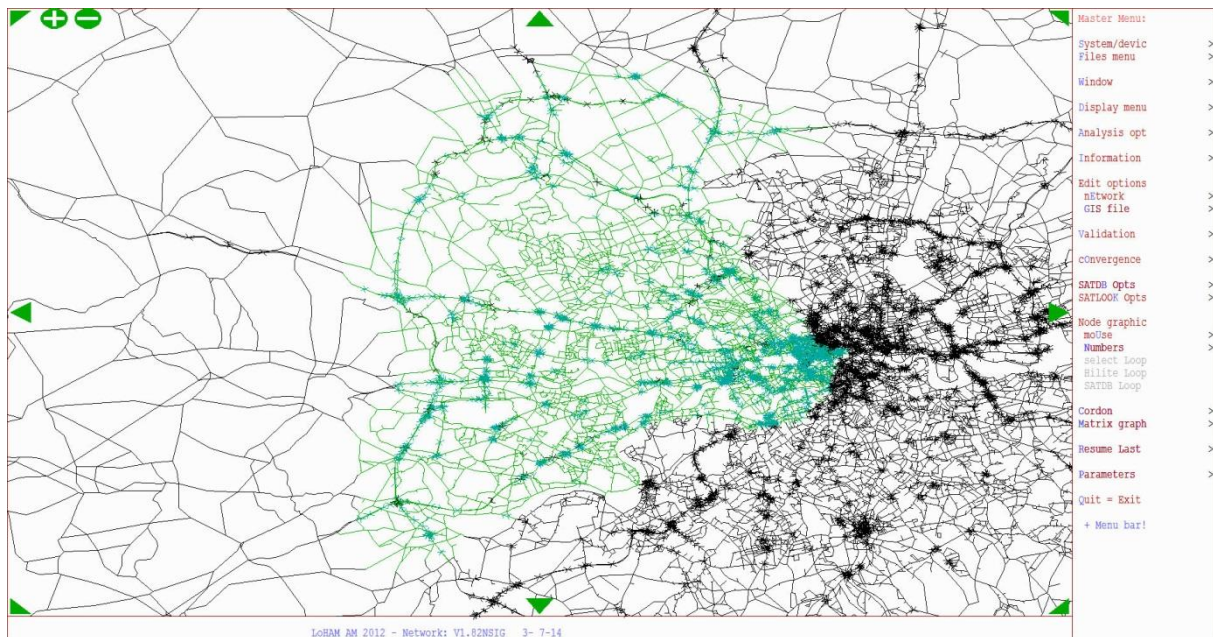 Master Menu:
System/devic >
Files menu >
Window >
Display menu >
Analysis opt >
Information >
Edit options
nEtwork >
GIS file >
Validation >
cOnvergence >
SATDB Opts >
SATLOOK Opts >
Node graphic
moUse >
Numbers >
select Loop
Hilite Loop
SATDB Loop
Cordon >
Matrix graph >
Resume Last >
Parameters >
Quit = Exit
+ Menu bar!
LoHAM AM 2012 - Network: V1.82NSIG 3- 7-14